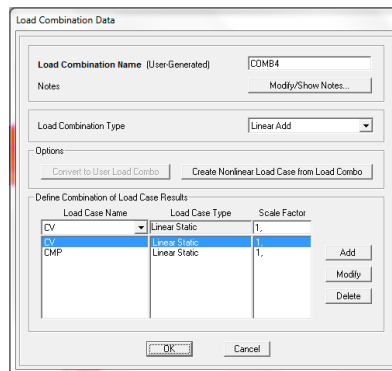 Load Combination Data
Load Combination Name (User-Generated) COMB4
Notes Modify/Show Notes...
Load Combination Type Linear Add
Options
Convert to User Load Combo Create Nonlinear Load Case from Load Combo
Define Combination of Load Case Results
Load Case Name Load Case Type Scale Factor
CV Linear Static 1,
CV Linear Static 1,
CMP Linear Static 1,
Add
Modify
Delete
OK Cancel